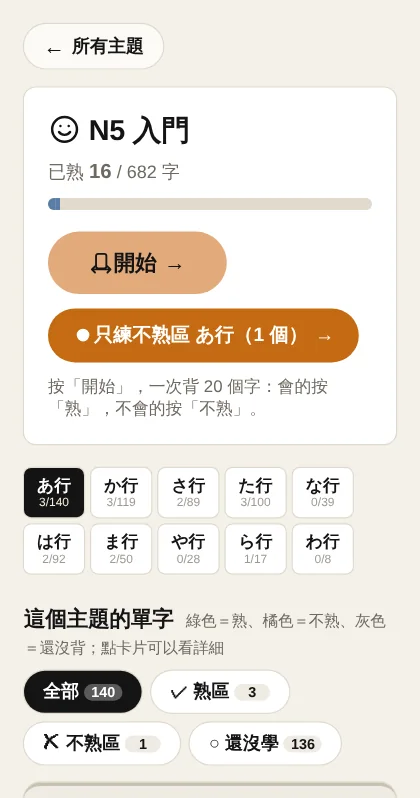 ← 所有主題
N5 入門
已熟 16 / 682 字
開始 →
只練不熟區 あ行（1 個） →
按「開始」，一次背 20 個字：會的按
「熟」，不會的按「不熟」。
あ行 か行 さ行 た行 な行
3/140 3/119 2/89 3/100 0/39
は行 ま行 や行 ら行 わ行
2/92 2/50 0/28 1/17 0/8
這個主題的單字 綠色＝熟、橘色＝不熟、灰色
＝還沒背；點卡片可以看詳細
全部 140 ✓ 熟區 3
不熟區 1 ○ 還沒學 136